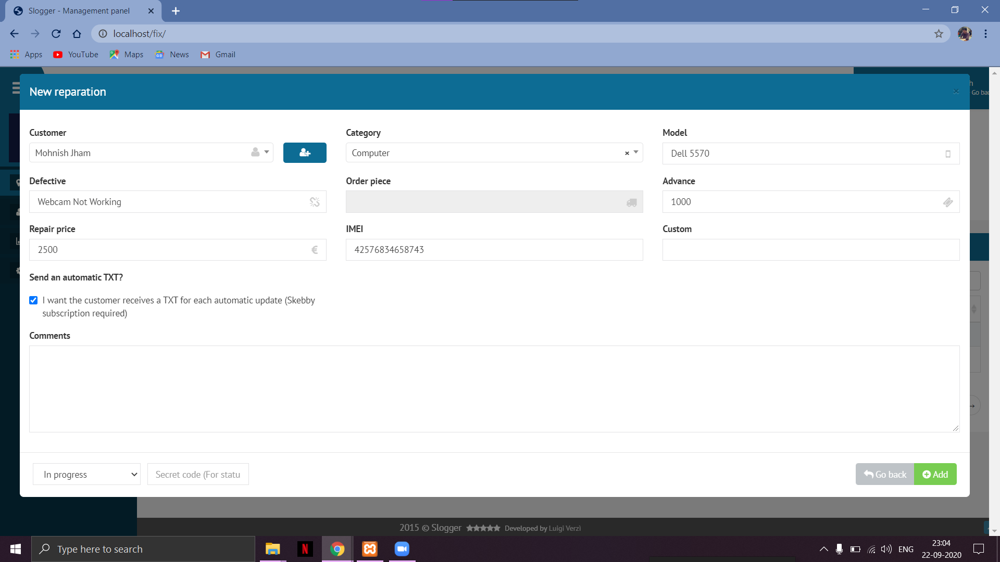 Slogger - Management panel
localhost/fix/
Apps YouTube Maps News Gmail
Go bac
New reparation
Customer Category Model
Mohnish Jham Computer Dell 5570
Defective Order piece Advance
Webcam Not Working 1000
Repair price IMEI Custom
2500 € 42576834658743
Send an automatic TXT?
I want the customer receives a TXT for each automatic update (Skebby
subscription required)
Comments
In progress Secret code (For statu Go back Add
2015 © Slogger ★★★★★ Developed by Luigi Verzì
Type here to search ENG 23:04
22-09-2020